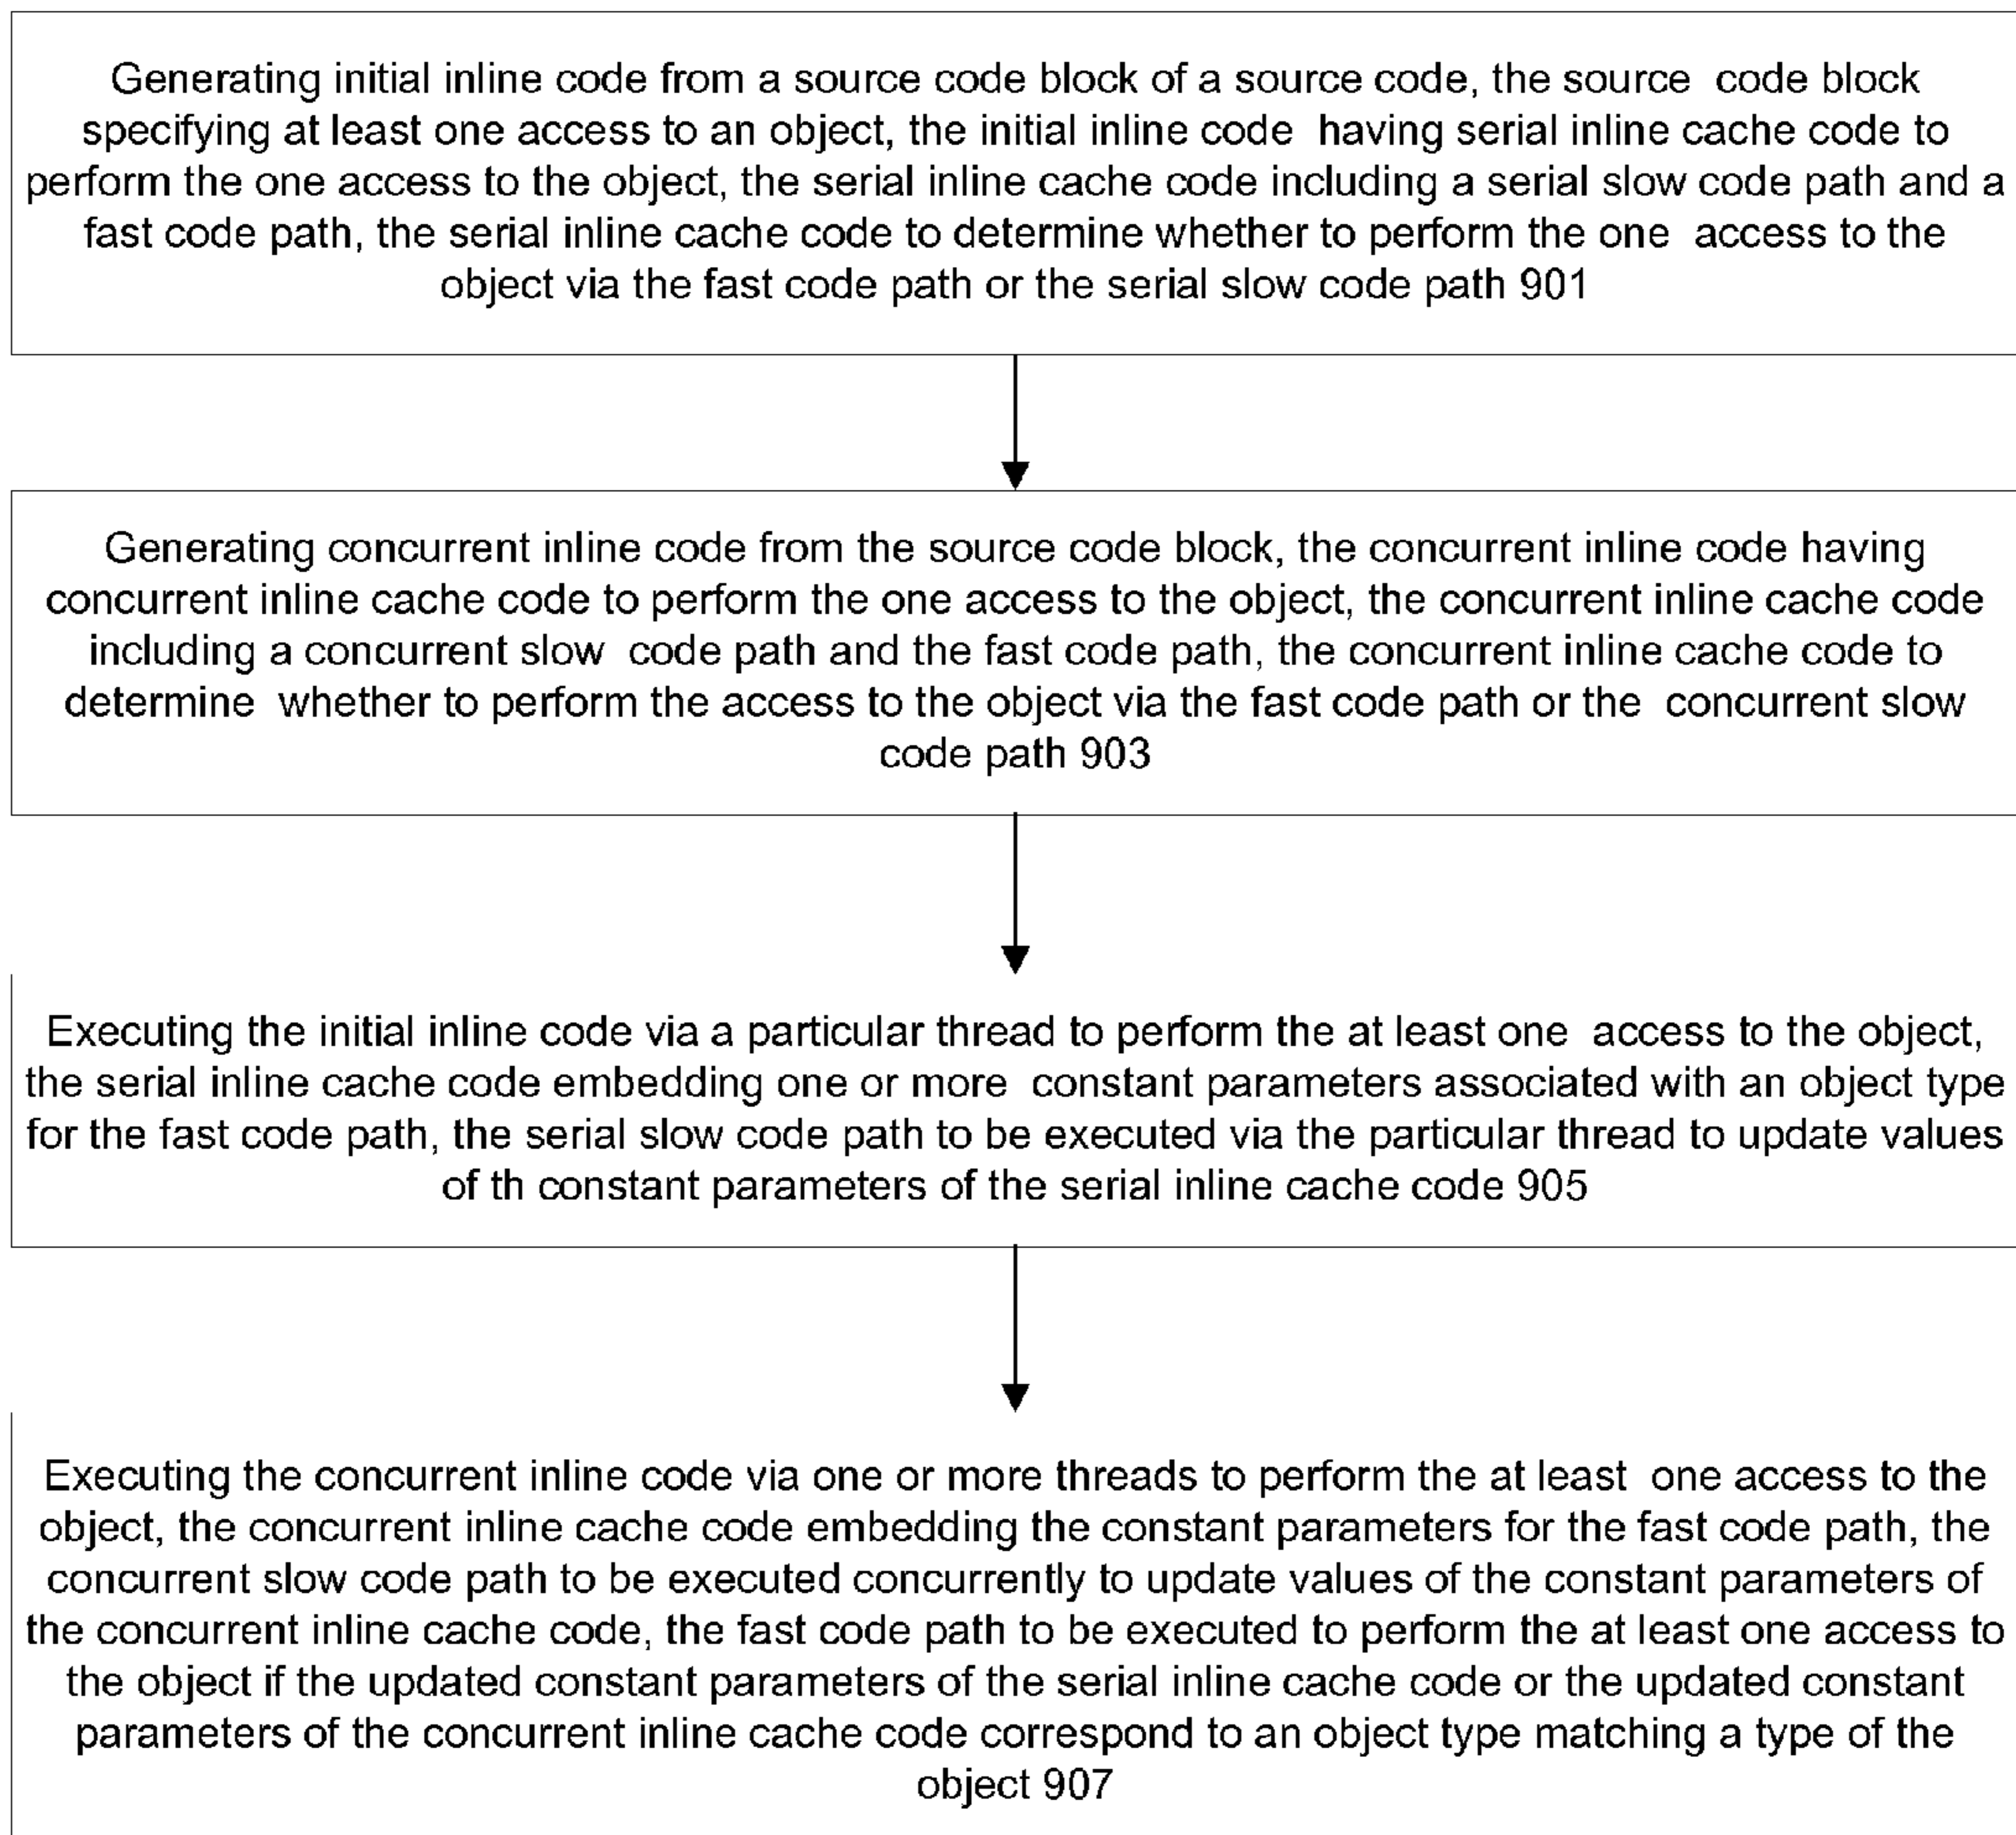 Generating initial inline code from a source code block of a source code, the source code block
specifying at least one access to an object, the initial inline code having serial inline cache code to
perform the one access to the object, the serial inline cache code including a serial slow code path and a
fast code path, the serial inline cache code to determine whether to perform the one access to the
object via the fast code path or the serial slow code path 901
Generating concurrent inline code from the source code block, the concurrent inline code having
concurrent inline cache code to perform the one access to the object, the concurrent inline cache code
including a concurrent slow code path and the fast code path, the concurrent inline cache code to
determine whether to perform the access to the object via the fast code path or the concurrent slow
code path 903
Executing the initial inline code via a particular thread to perform the at least one access to the object,
the serial inline cache code embedding one or more constant parameters associated with an object type
for the fast code path, the serial slow code path to be executed via the particular thread to update values
of th constant parameters of the serial inline cache code 905
Executing the concurrent inline code via one or more threads to perform the at least one access to the
object, the concurrent inline cache code embedding the constant parameters for the fast code path, the
concurrent slow code path to be executed concurrently to update values of the constant parameters of
the concurrent inline cache code, the fast code path to be executed to perform the at least one access to
the object if the updated constant parameters of the serial inline cache code or the updated constant
parameters of the concurrent inline cache code correspond to an object type matching a type of the
object 907